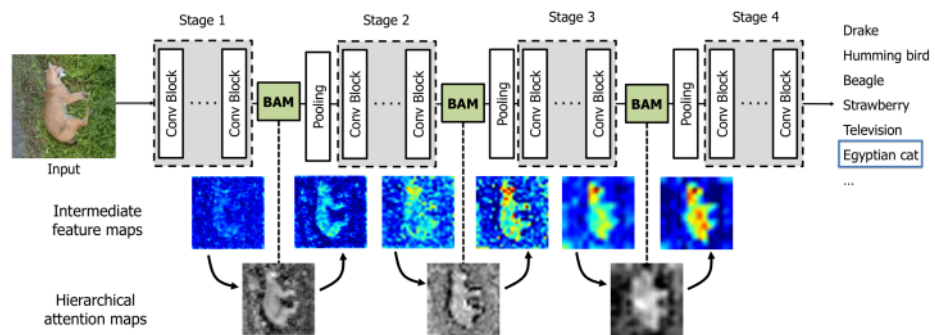 Stage 1
Stage 2
Stage 3
Stage 4
Conv Block
....
Conv Block
BAM
Pooling
Conv Block
....
Conv Block
BAM
Pooling
Conv Block
....
Conv Block
BAM
Pooling
Conv Block
....
Conv Block
Drake
Humming bird
Beagle
Strawberry
Television
Egyptian cat
...
Input
Intermediate
feature maps
Hierarchical
attention maps